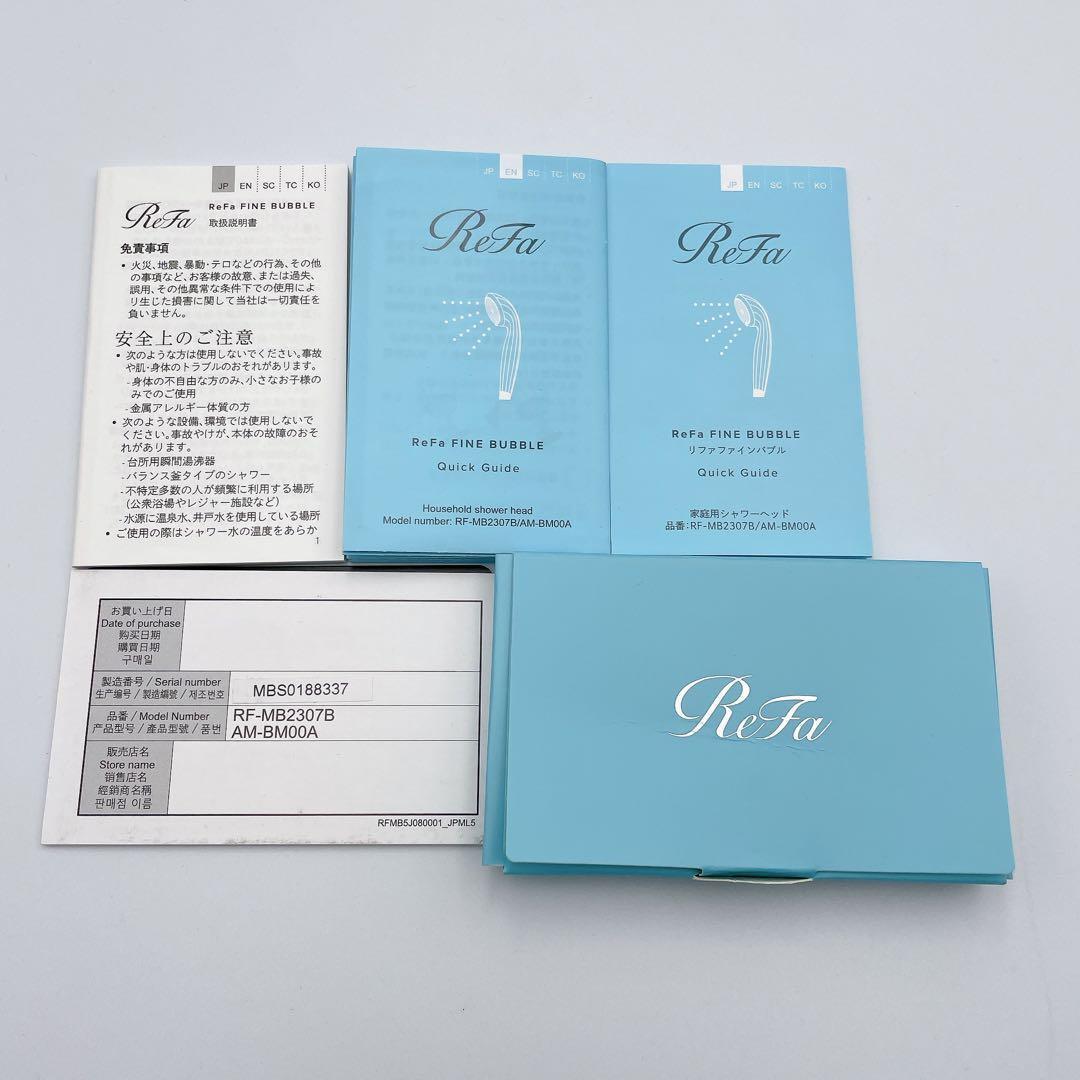 JP EN SC TC KO
ReFa
ReFa FINE BUBBLE
取扱説明書
免責事項
• 火災、地震、暴動・テロなどの行為、その他
の事項など、お客様の故意、または過失、
誤用、その他異常な条件下での使用によ
り生じた損害に関して当社は一切責任を
負いません。
安全上のご注意
• 次のような方は使用しないでください。事故
や肌・身体のトラブルのおそれがあります。
-身体の不自由な方のみ、小さなお子様の
みでのご使用
-金属アレルギー体質の方
• 次のような設備、環境では使用しないで
ください。事故やけが、本体の故障のおそ
れがあります。
-台所用瞬間湯沸器
-バランス釜タイプのシャワー
-不特定多数の人が頻繁に利用する場所
(公衆浴場やレジャー施設など)
-水源に温泉水、井戸水を使用している場所
• ご使用の際はシャワー水の温度をあらか
1
JP EN SC TC KO
ReFa
ReFa FINE BUBBLE
Quick Guide
Household shower head
Model number: RF-MB2307B/AM-BM00A
JP EN SC TC KO
ReFa
ReFa FINE BUBBLE
リファファインバブル
Quick Guide
家庭用シャワーヘッド
品番:RF-MB2307B/AM-BM00A
お買い上げ日
Date of purchase
购买日期
購買日期
구매일
製造番号 / Serial number
生产编号 / 製造編號 / 제조번호
MBS0188337
品番 / Model Number
产品型号 / 產品型號 / 품번
RF-MB2307B
AM-BM00A
販売店名
Store name
销售店名
經銷商名稱
판매점 이름
RFMB5J080001_JPML5
ReFa